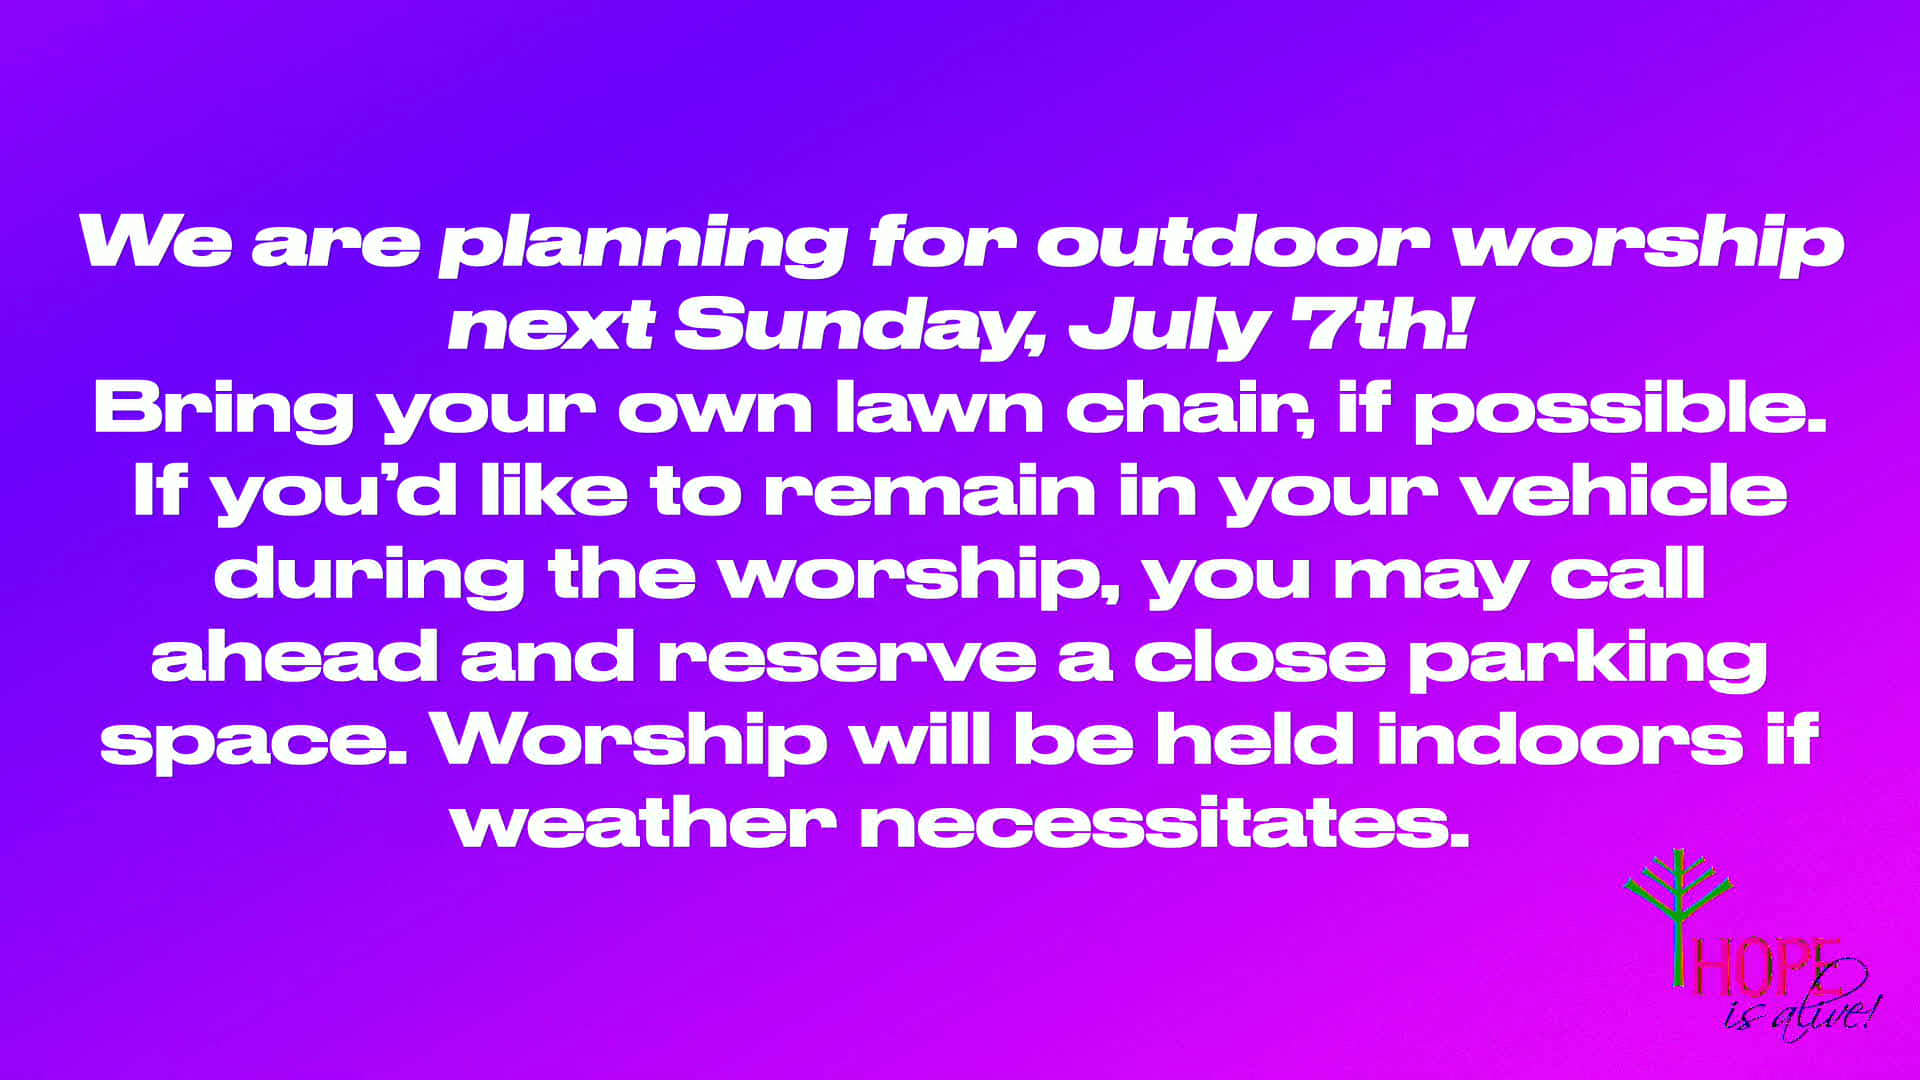 We are planning for outdoor worship
next Sunday, July 7th!
Bring your own lawn chair, if possible.
If you’d like to remain in your vehicle
during the worship, you may call
ahead and reserve a close parking
space. Worship will be held indoors if
weather necessitates.
HOPE
is alive!